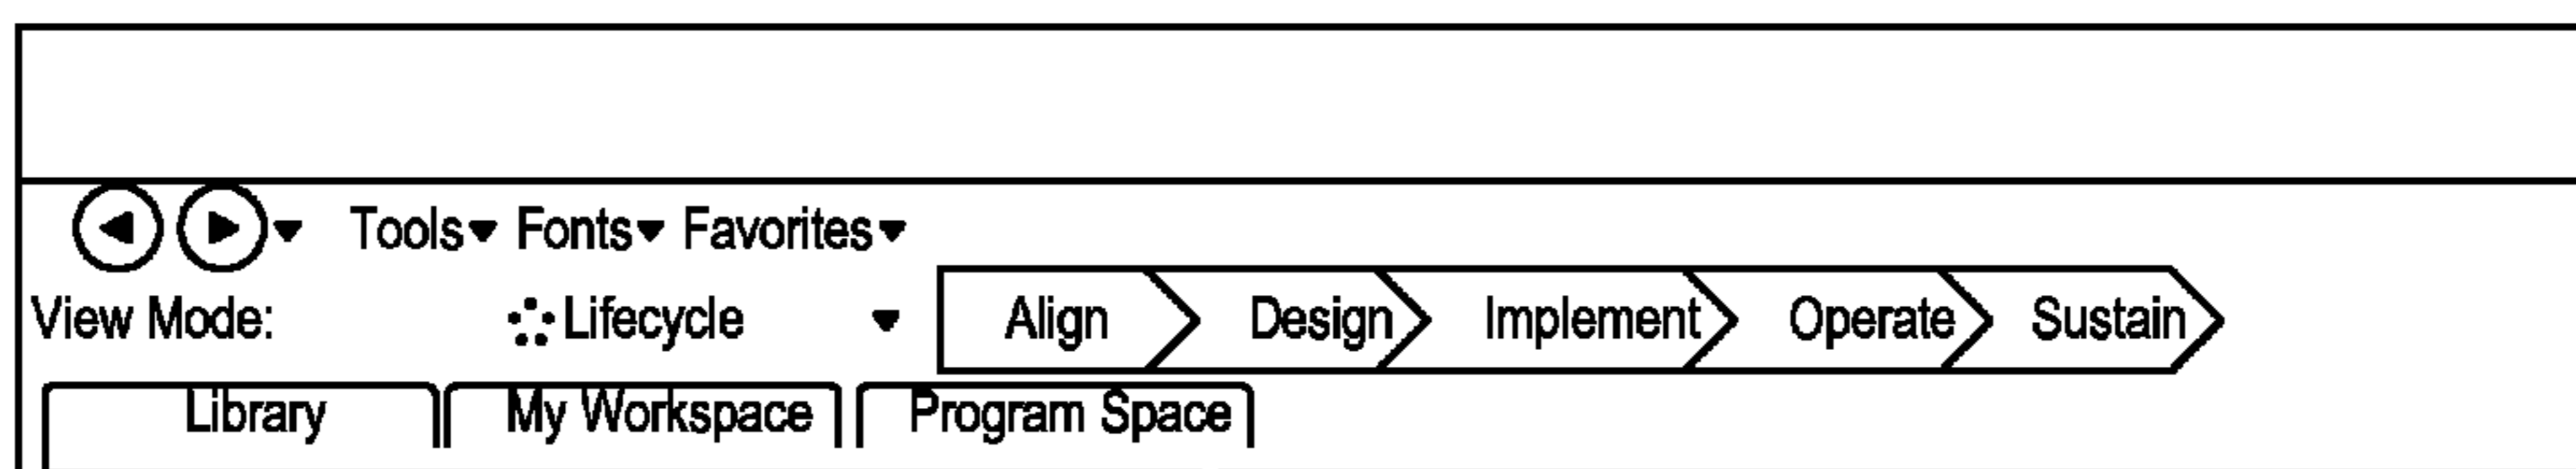 Tools Fonts Favorites
View Mode: Lifecycle Align Design Implement Operate Sustain
Library My Workspace Program Space